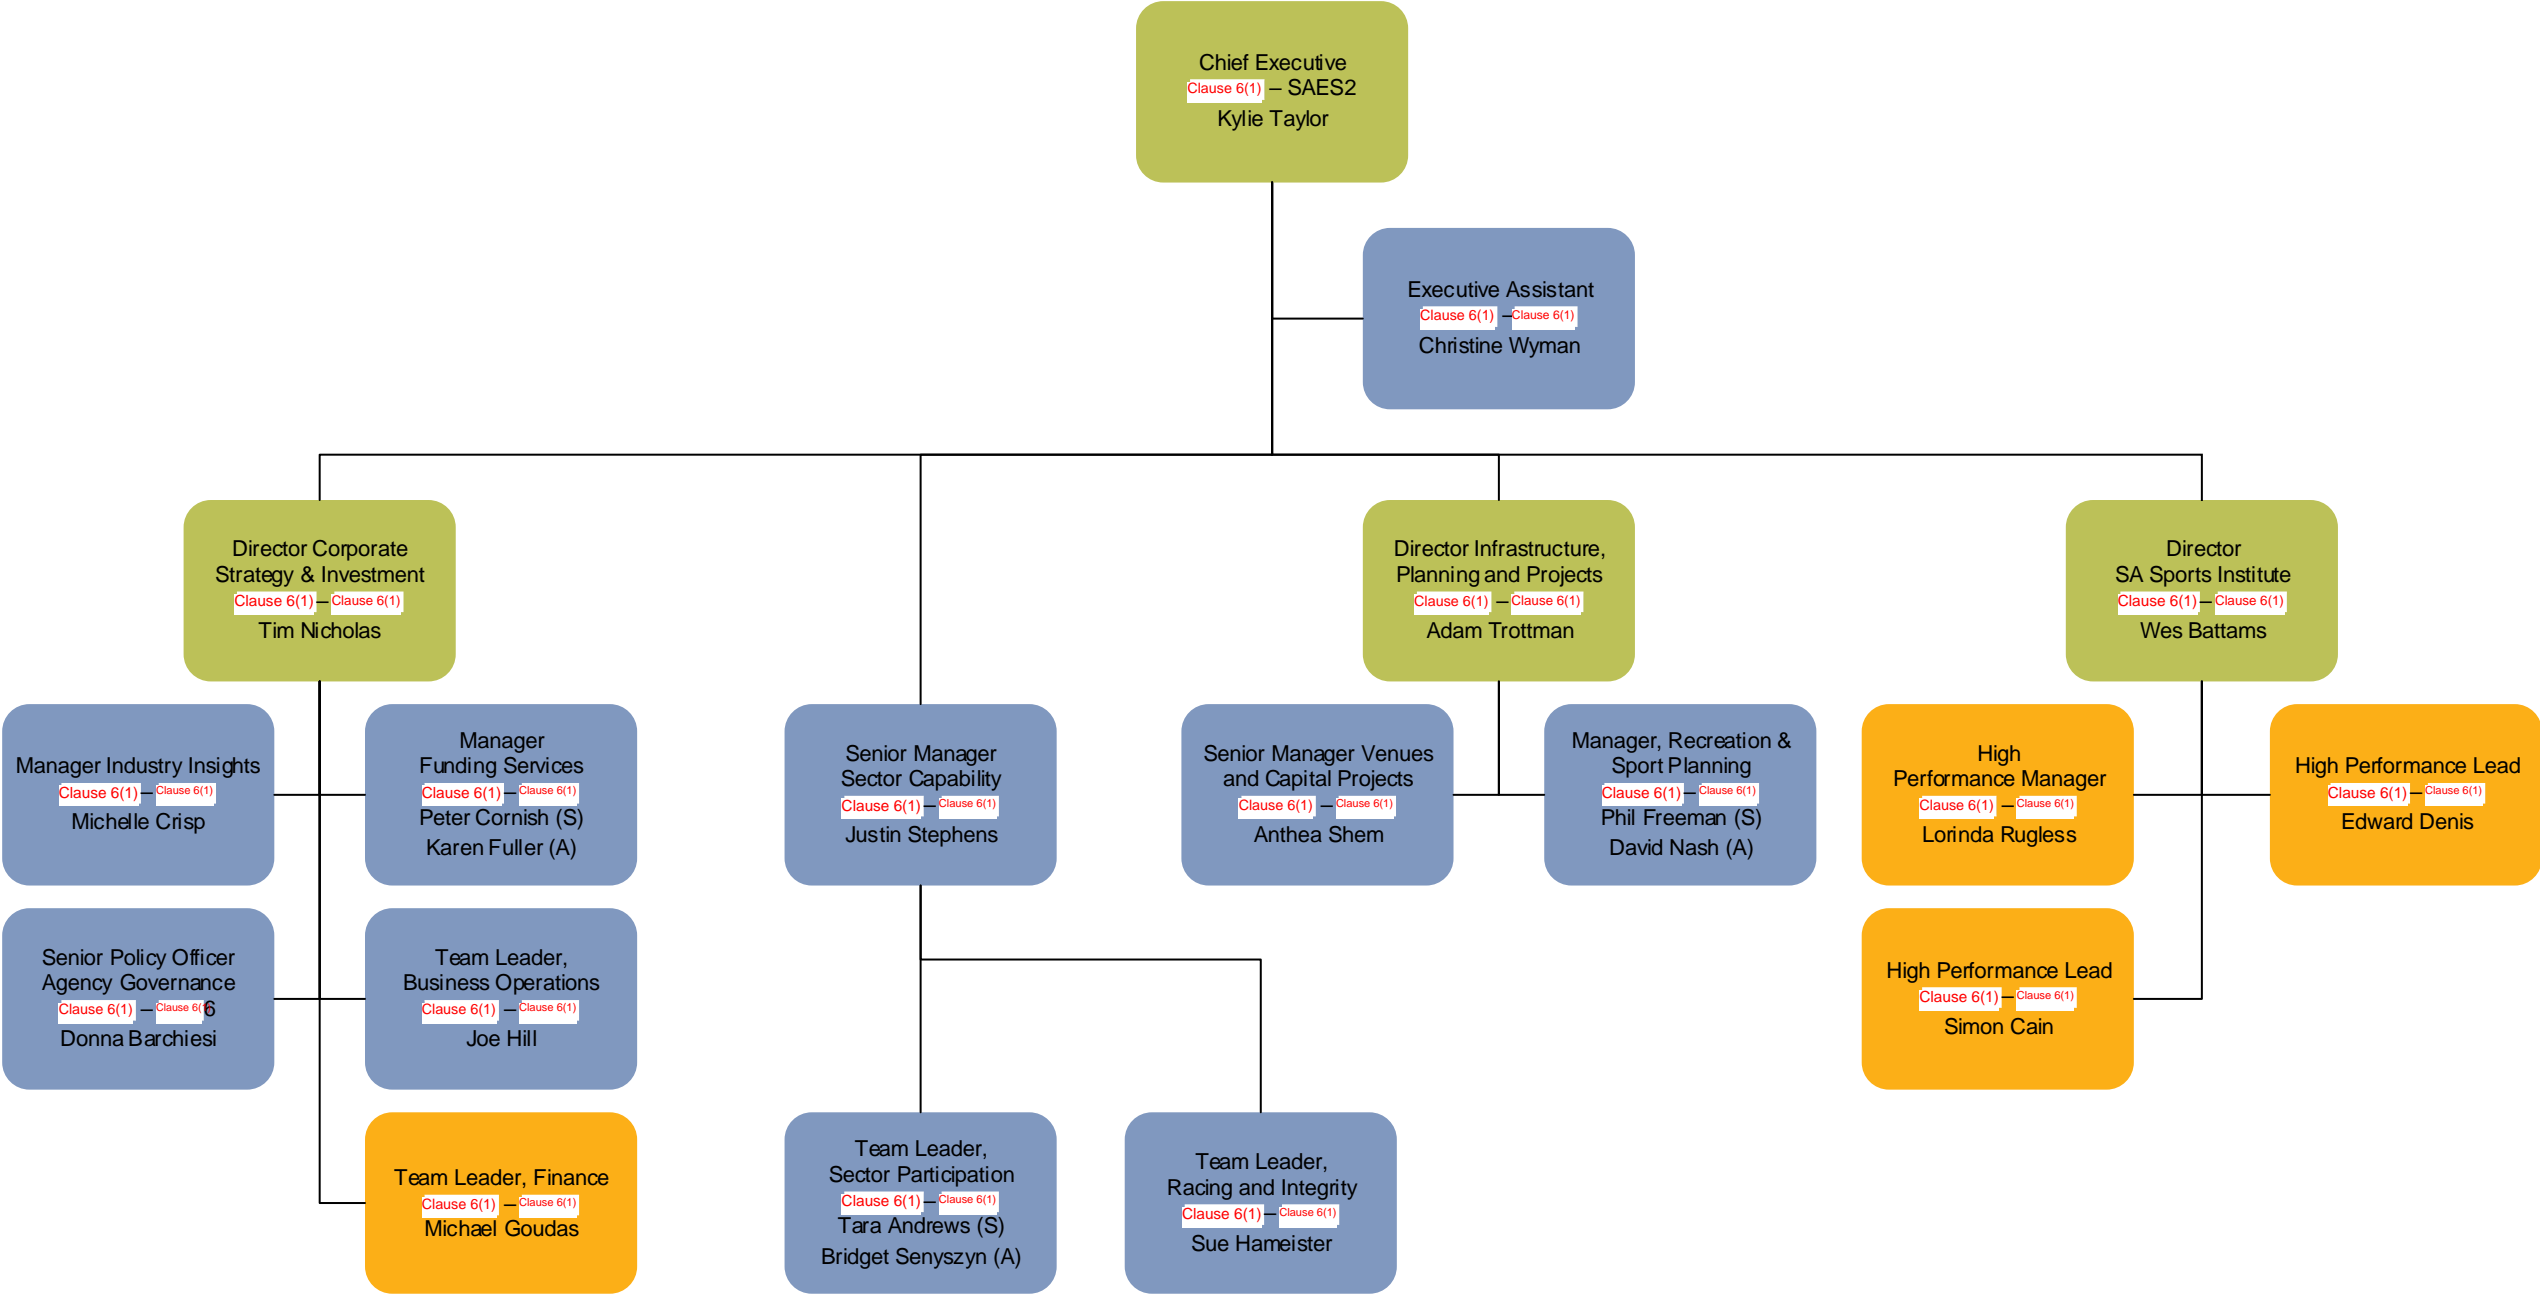 Chief Executive
Clause 6(1) – SAES2
Kylie Taylor
Executive Assistant
Clause 6(1) – Clause 6(1)
Christine Wyman
Director Corporate
Strategy & Investment
Clause 6(1) – Clause 6(1)
Tim Nicholas
Director Infrastructure,
Planning and Projects
Clause 6(1) – Clause 6(1)
Adam Trottman
Director
SA Sports Institute
Clause 6(1) – Clause 6(1)
Wes Battams
Manager Industry Insights
Clause 6(1) – Clause 6(1)
Michelle Crisp
Manager
Funding Services
Clause 6(1) – Clause 6(1)
Peter Cornish (S)
Karen Fuller (A)
Senior Manager
Sector Capability
Clause 6(1) – Clause 6(1)
Justin Stephens
Senior Manager Venues
and Capital Projects
Clause 6(1) – Clause 6(1)
Anthea Shem
Manager, Recreation &
Sport Planning
Clause 6(1) – Clause 6(1)
Phil Freeman (S)
David Nash (A)
High
Performance Manager
Clause 6(1) – Clause 6(1)
Lorinda Rugless
High Performance Lead
Clause 6(1) – Clause 6(1)
Edward Denis
Senior Policy Officer
Agency Governance
Clause 6(1) – Clause 6(1)6
Donna Barchiesi
Team Leader,
Business Operations
Clause 6(1) – Clause 6(1)
Joe Hill
High Performance Lead
Clause 6(1) – Clause 6(1)
Simon Cain
Team Leader, Finance
Clause 6(1) – Clause 6(1)
Michael Goudas
Team Leader,
Sector Participation
Clause 6(1) – Clause 6(1)
Tara Andrews (S)
Bridget Senyszyn (A)
Team Leader,
Racing and Integrity
Clause 6(1) – Clause 6(1)
Sue Hameister